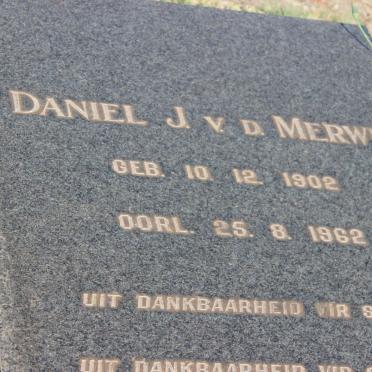 DANIEL J. V. D. MERW
GEB. 10. 12. 1902
OORL. 25. 8. 1962
UIT DANKBAARHEID VIR S
UIT DANKBAARHEID VIR